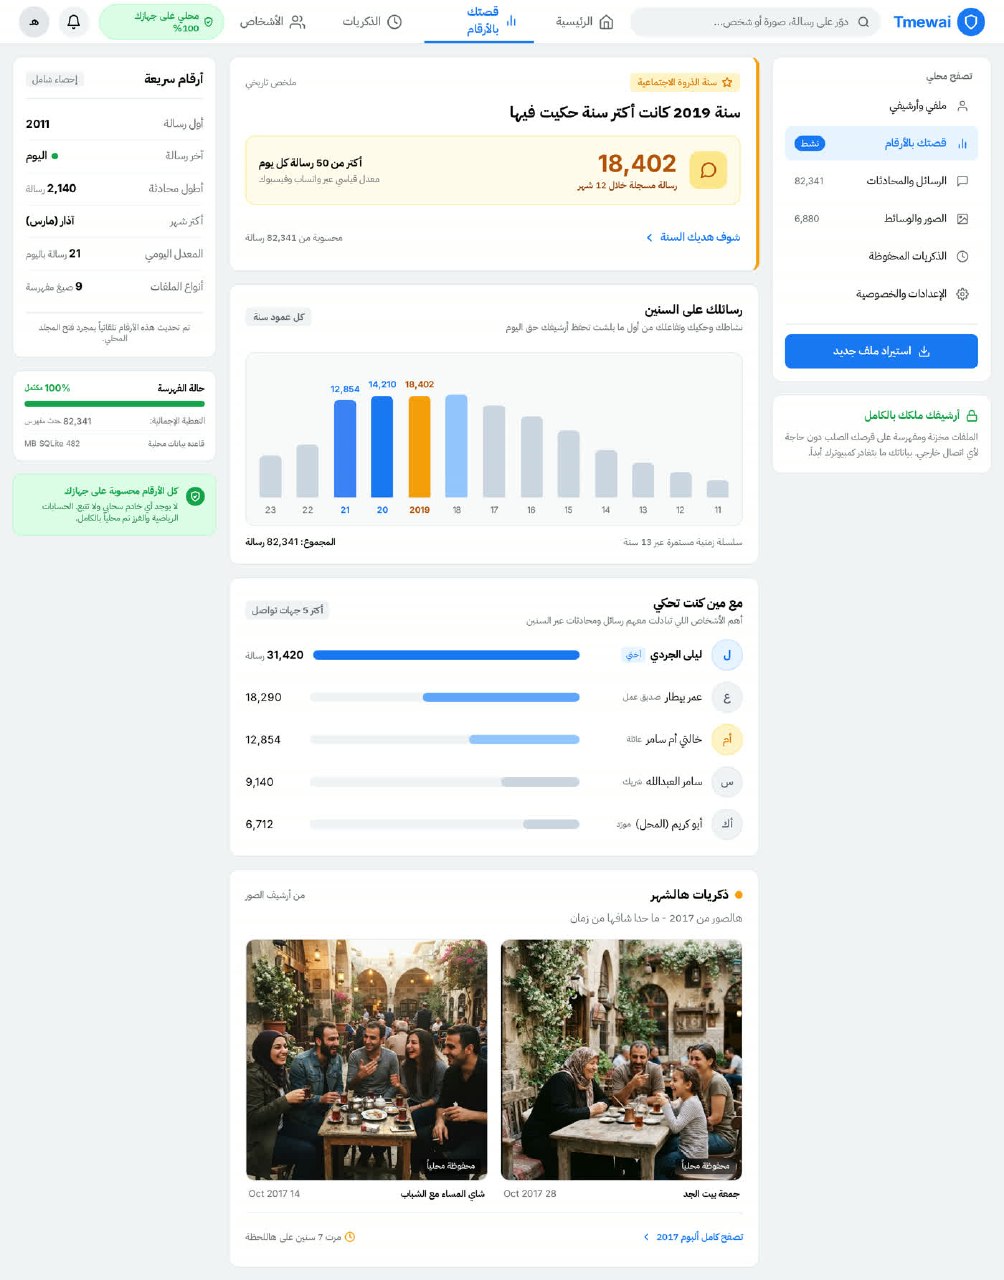 Tmewai
دوّر على رسالة، صورة أو شخص...
الرئيسية
قصتك بالأرقام
الذكريات
الأشخاص
محلي على جهازك 100%
هـ
تصفح محلي
ملفي وأرشيفي
قصتك بالأرقام
نشط
الرسائل والمحادثات
82,341
الصور والوسائط
6,880
الذكريات المحفوظة
الإعدادات والخصوصية
استيراد ملف جديد
أرشيفك ملكك بالكامل
الملفات مخزنة ومفهرسة على قرصك الصلب دون حاجة
لأي اتصال خارجي. بياناتك ما بتغادر كمبيوترك أبداً.
سنة الذروة الاجتماعية
ملخص تاريخي
سنة 2019 كانت أكتر سنة حكيت فيها
18,402
رسالة مسجلة خلال 12 شهر
أكتر من 50 رسالة كل يوم
معدل قياسي عبر واتساب وفيسبوك
شوف هديك السنة
محسوبة من 82,341 رسالة
رسائلك على السنين
نشاطك وحكيك وتفاعلك من أول ما بلشت تحفظ أرشيفك حتى اليوم
كل عمود سنة
12,854
14,210
18,402
23
22
21
20
2019
18
17
16
15
14
13
12
11
سلسلة زمنية مستمرة عبر 13 سنة
المجموع: 82,341 رسالة
مع مين كنت تحكي
أهم الأشخاص اللي تبادلت معهم رسائل ومحادثات عبر السنين
أكتر 5 جهات تواصل
ل
ليلى الجردي
أختي
31,420 رسالة
ع
عمر بيطار
صديق عمل
18,290
أم
خالتي أم سامر
عائلة
12,854
س
سامر العبدالله
شريك
9,140
أك
أبو كريم (المحل)
مورّد
6,712
ذكريات هالشهر
من أرشيف الصور
هالصور من 2017 - ما حدا شافها من زمان
محفوظة محلياً
محفوظة محلياً
جمعة بيت الجد
28 Oct 2017
شاي المساء مع الشباب
14 Oct 2017
تصفح كامل ألبوم 2017
مرت 7 سنين على هاللحظة
أرقام سريعة
إحصاء شامل
أول رسالة
2011
آخر رسالة
اليوم
أطول محادثة
2,140 رسالة
أكتر شهر
آذار (مارس)
المعدل اليومي
21 رسالة باليوم
أنواع الملفات
9 صيغ مفهرسة
تم تحديث هذه الأرقام تلقائياً بمجرد فتح المجلد
المحلي.
حالة الفهرسة
100% مكتمل
التغطية الإجمالية:
82,341 حدث مفهرس
قاعدة بيانات محلية
482 MB SQLite
كل الأرقام محسوبة على جهازك
لا يوجد أي خادم سحابي ولا تتبع. الحسابات
الرياضية والفرز تم محلياً بالكامل.